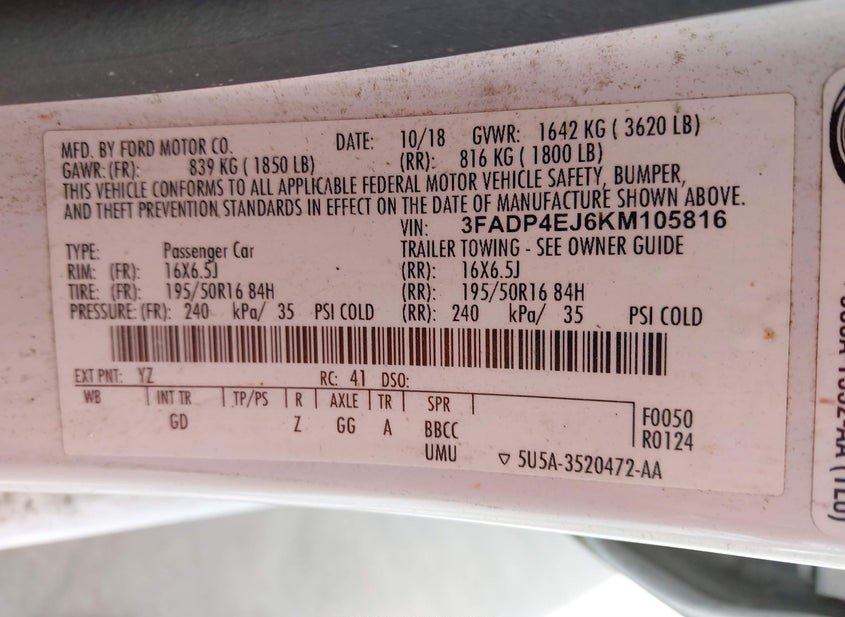 MFD. BY FORD MOTOR CO. DATE: 10/18 GVWR: 1642 KG ( 3620 LB)
GAWR: (FR): 839 KG ( 1850 LB) (RR): 816 KG ( 1800 LB)
THIS VEHICLE CONFORMS TO ALL APPLICABLE FEDERAL MOTOR VEHICLE SAFETY, BUMPER,
AND THEFT PREVENTION STANDARDS IN EFFECT ON THE DATE OF MANUFACTURE SHOWN ABOVE.
VIN: 3FADP4EJ6KM105816
TYPE: Passenger Car TRAILER TOWING - SEE OWNER GUIDE
RIM: (FR): 16X6.5J (RR): 16X6.5J
TIRE: (FR): 195/50R16 84H (RR): 195/50R16 84H
PRESSURE: (FR): 240 kPa/ 35 PSI COLD (RR): 240 kPa/ 35 PSI COLD
EXT PNT: YZ RC: 41 DSO:
WB INT TR TP/PS R AXLE TR SPR F0050
GD Z GG A BBCC R0124
UMU ▽ 5U5A-3520472-AA